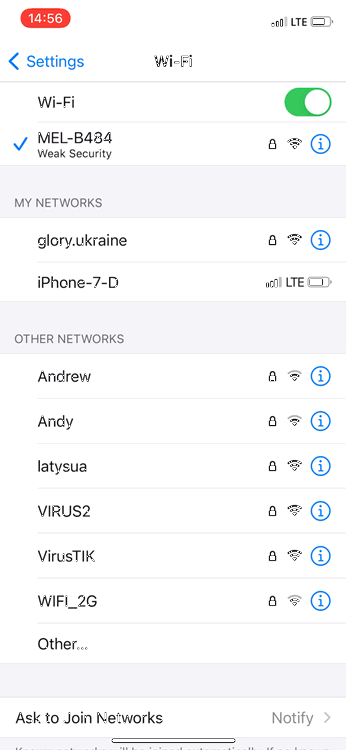 14:56
LTE
Settings
Wi-Fi
Wi-Fi
MEL-B484
Weak Security
MY NETWORKS
glory.ukraine
iPhone-7-D
LTE
OTHER NETWORKS
Andrew
Andy
latysua
VIRUS2
VirusTIK
WIFI_2G
Other...
Ask to Join Networks
Notify